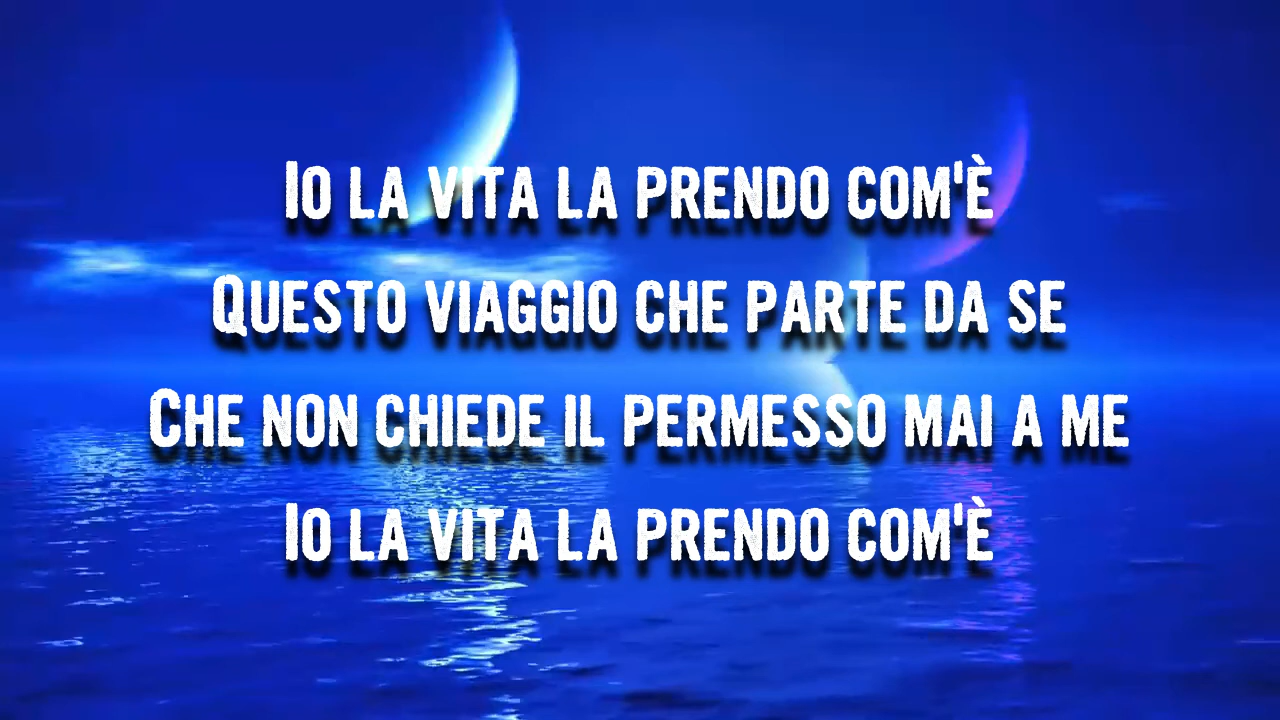 Io la vita la prendo com'è
Questo viaggio che parte da se
Che non chiede il permesso mai a me
Io la vita la prendo com'è